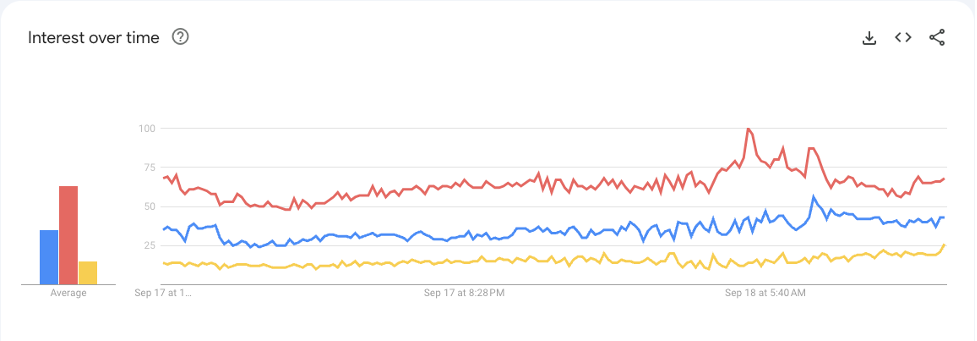 Interest over time
100
75
50
25
Average
Sep 17 at 1...
Sep 17 at 8:28 PM
Sep 18 at 5:40 AM